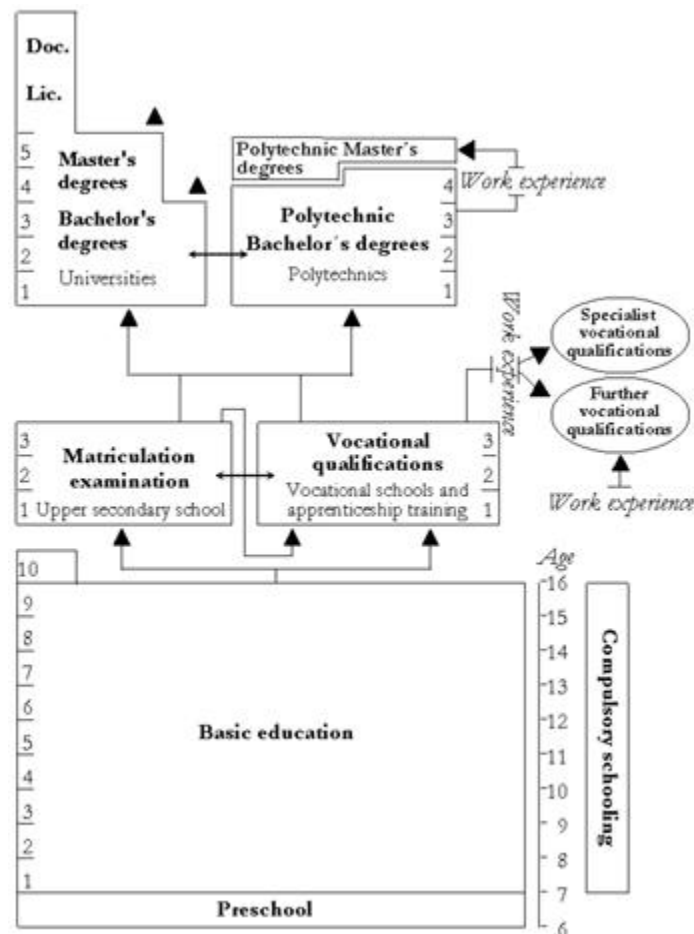 Doc.
Lic.
5
4
3
2
1
Master's
degrees
Bachelor's
degrees
Universities
Polytechnic Master´s
degrees
Polytechnic
Bachelor´s degrees
Polytechnics
4
3
2
1
Work experience
Work experience
Specialist
vocational
qualifications
Further
vocational
qualifications
Work experience
3
2
1
Matriculation
examination
Upper secondary school
Vocational
qualifications
Vocational schools and
apprenticeship training
3
2
1
10
9
8
7
6
5
4
3
2
1
Basic education
Preschool
Age
16
15
14
13
12
11
10
9
8
7
6
Compulsory schooling